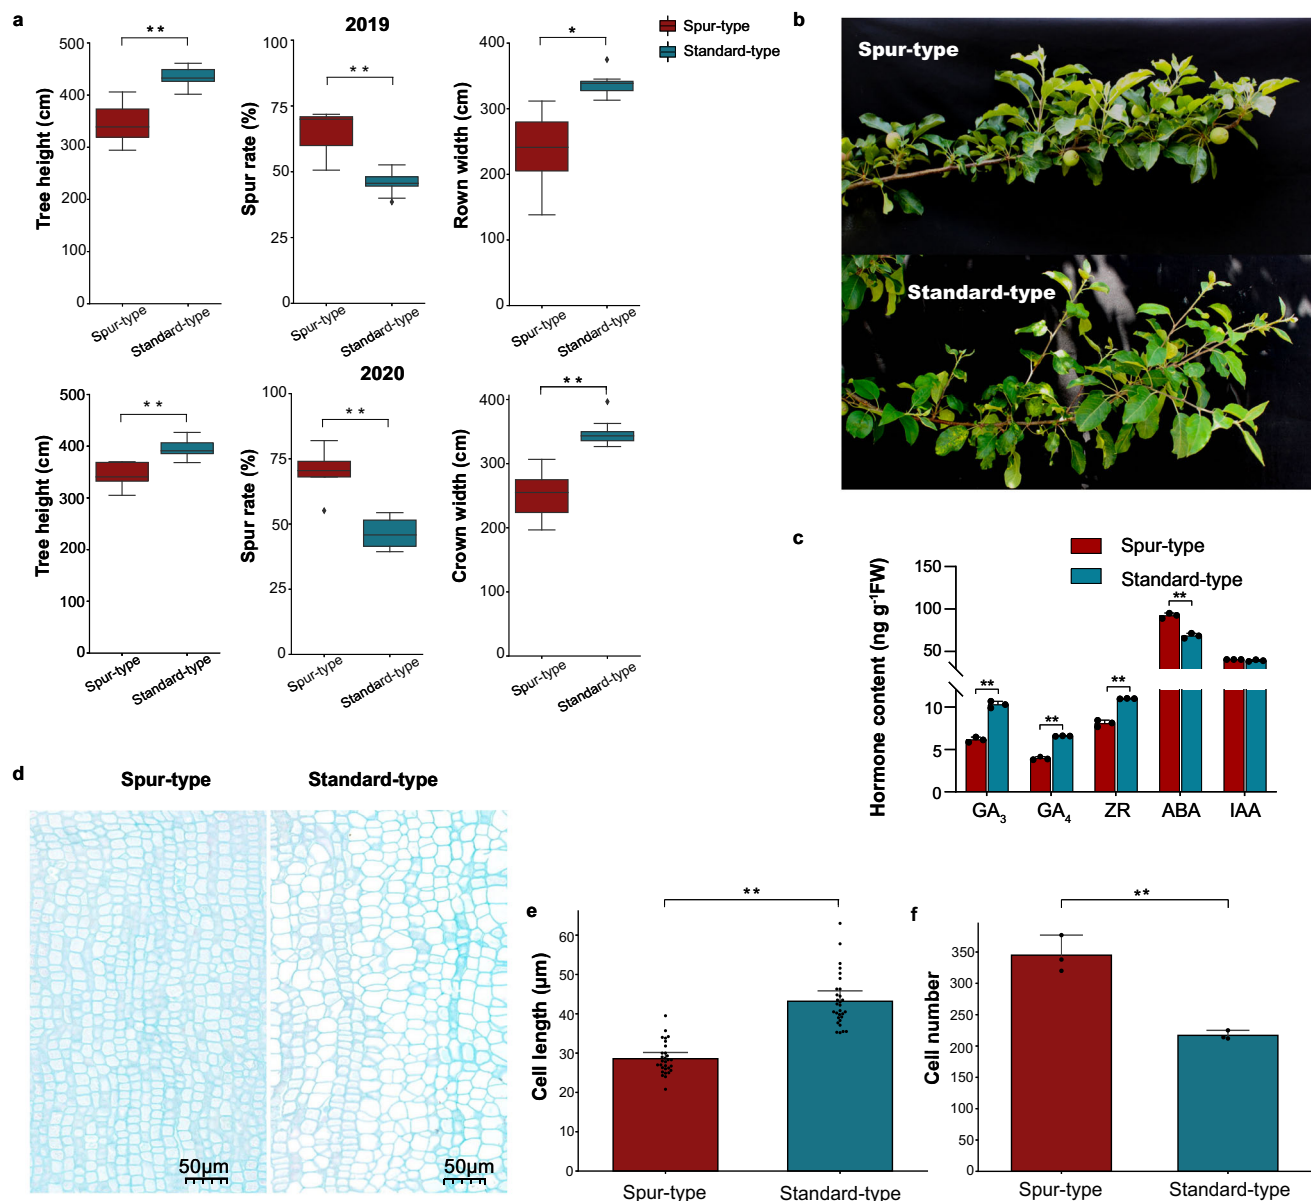 a
2019
Spur-type
Standard-type
Tree height (cm)
500
400
300
200
100
0
**
Spur-type
Standard-type
Spur rate (%)
100
75
50
25
0
**
Spur-type
Standard-type
Rown width (cm)
400
300
200
100
0
*
Spur-type
Standard-type
2020
Tree height (cm)
500
400
300
200
100
0
**
Spur-type
Standard-type
Spur rate (%)
100
75
50
25
0
**
Spur-type
Standard-type
Crown width (cm)
400
300
200
100
0
**
Spur-type
Standard-type
b
Spur-type
Standard-type
c
Spur-type
Standard-type
Hormone content (ng g⁻¹FW)
150
100
50
10
5
0
**
**
**
**
GA₃
GA₄
ZR
ABA
IAA
d
Spur-type
Standard-type
50μm
50μm
e
**
Cell length (μm)
60
50
40
30
20
10
0
Spur-type
Standard-type
f
**
Cell number
350
300
250
200
150
100
50
0
Spur-type
Standard-type